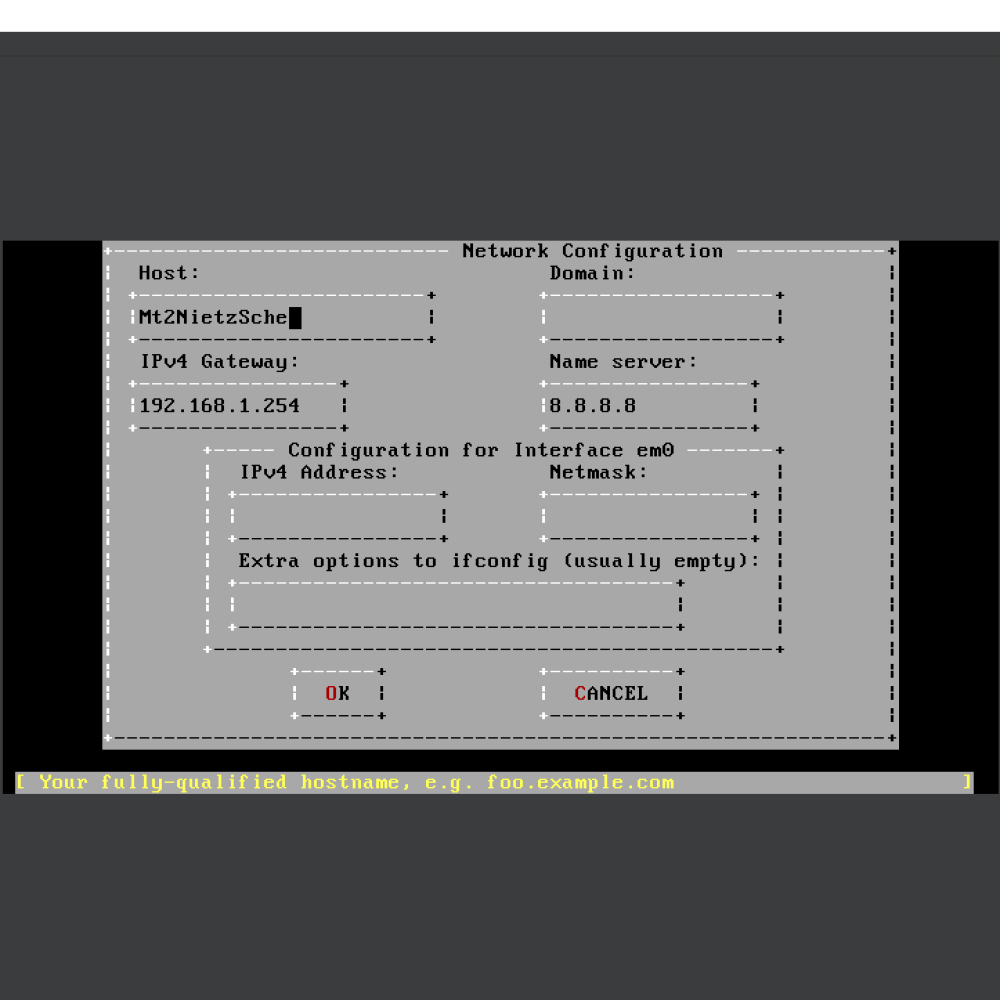 Network Configuration
Host: Domain:
Mt2NietzSche
IPv4 Gateway: Name server:
192.168.1.254 8.8.8.8
Configuration for Interface em0
IPv4 Address: Netmask:
Extra options to ifconfig (usually empty):
OK CANCEL
[ Your fully-qualified hostname, e.g. foo.example.com ]